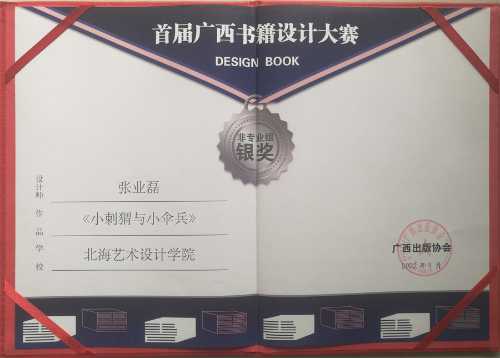 首届广西书籍设计大赛
DESIGN BOOK
非专业组
银奖
设计师 张业磊
作品 《小刺猬与小伞兵》
学校 北海艺术设计学院
广西出版协会